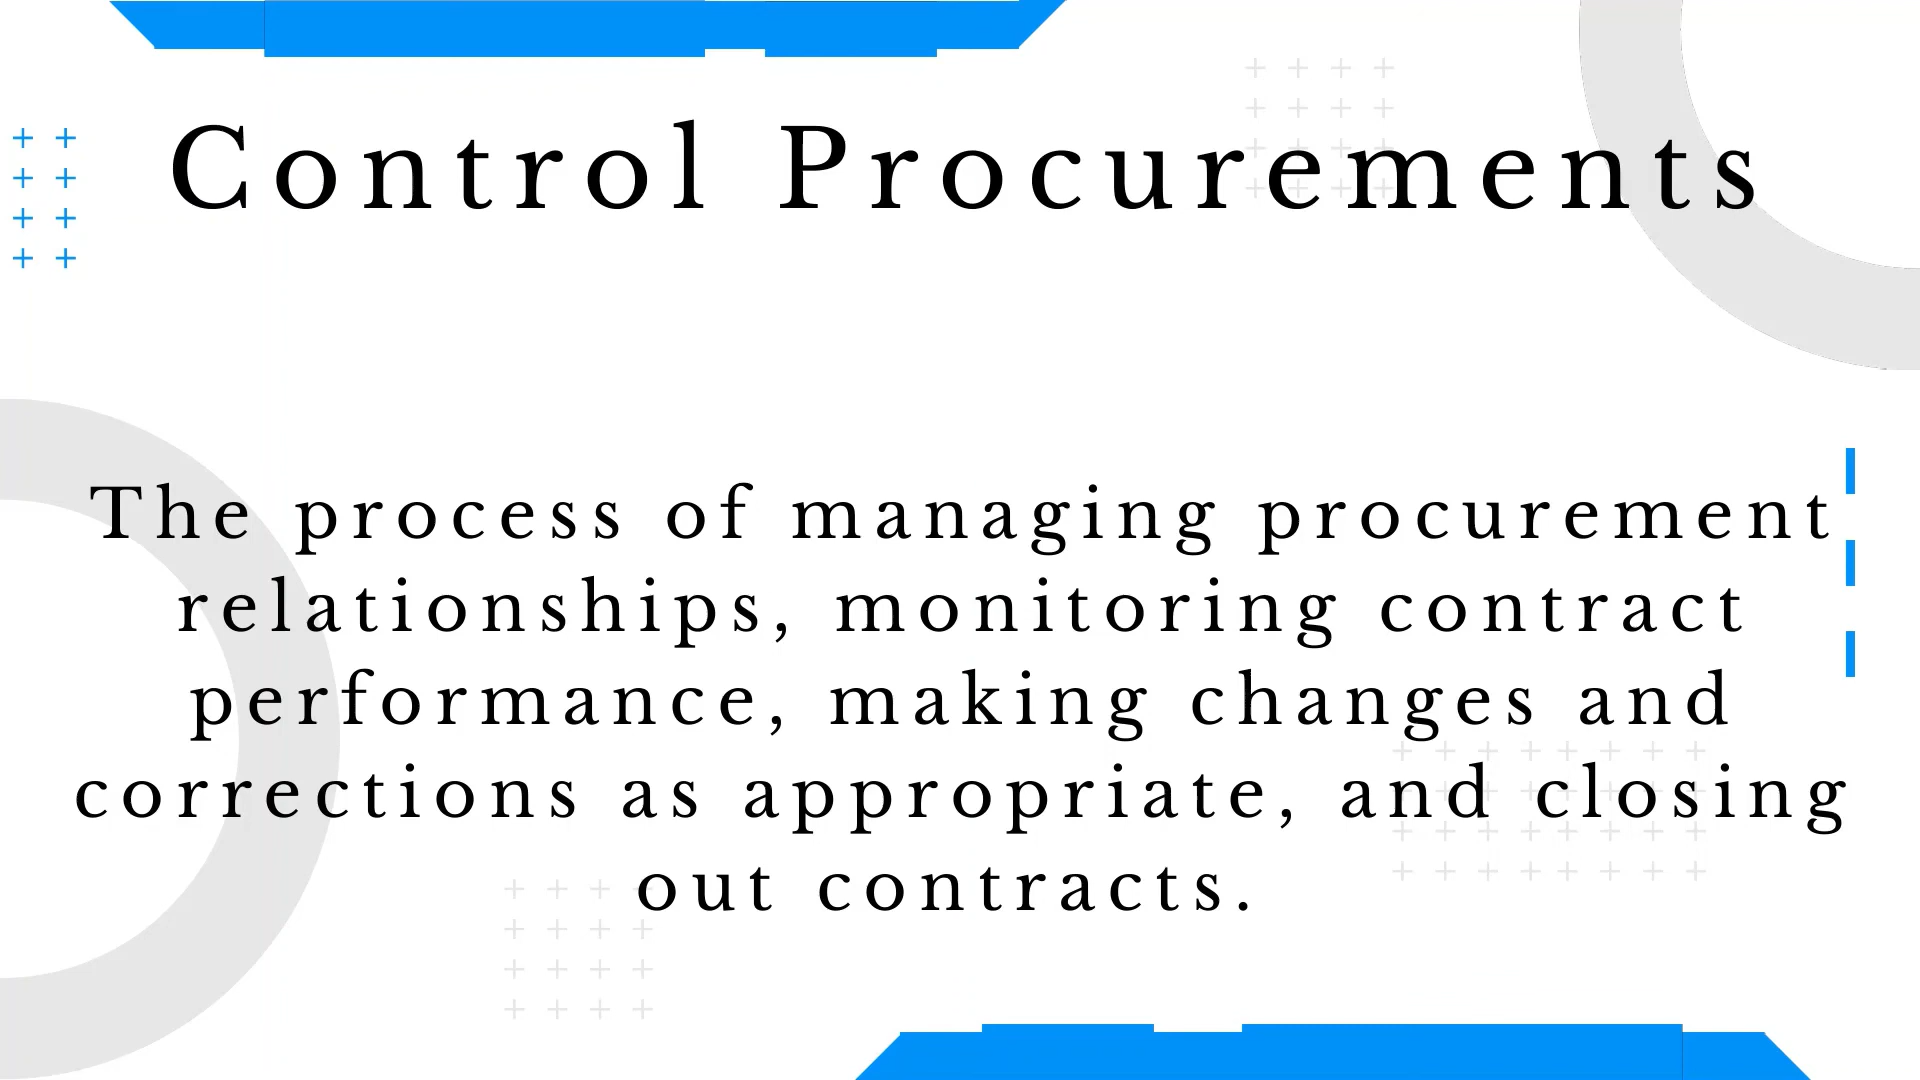 Control Procurements
The process of managing procurement
relationships, monitoring contract
performance, making changes and
corrections as appropriate, and closing
out contracts.